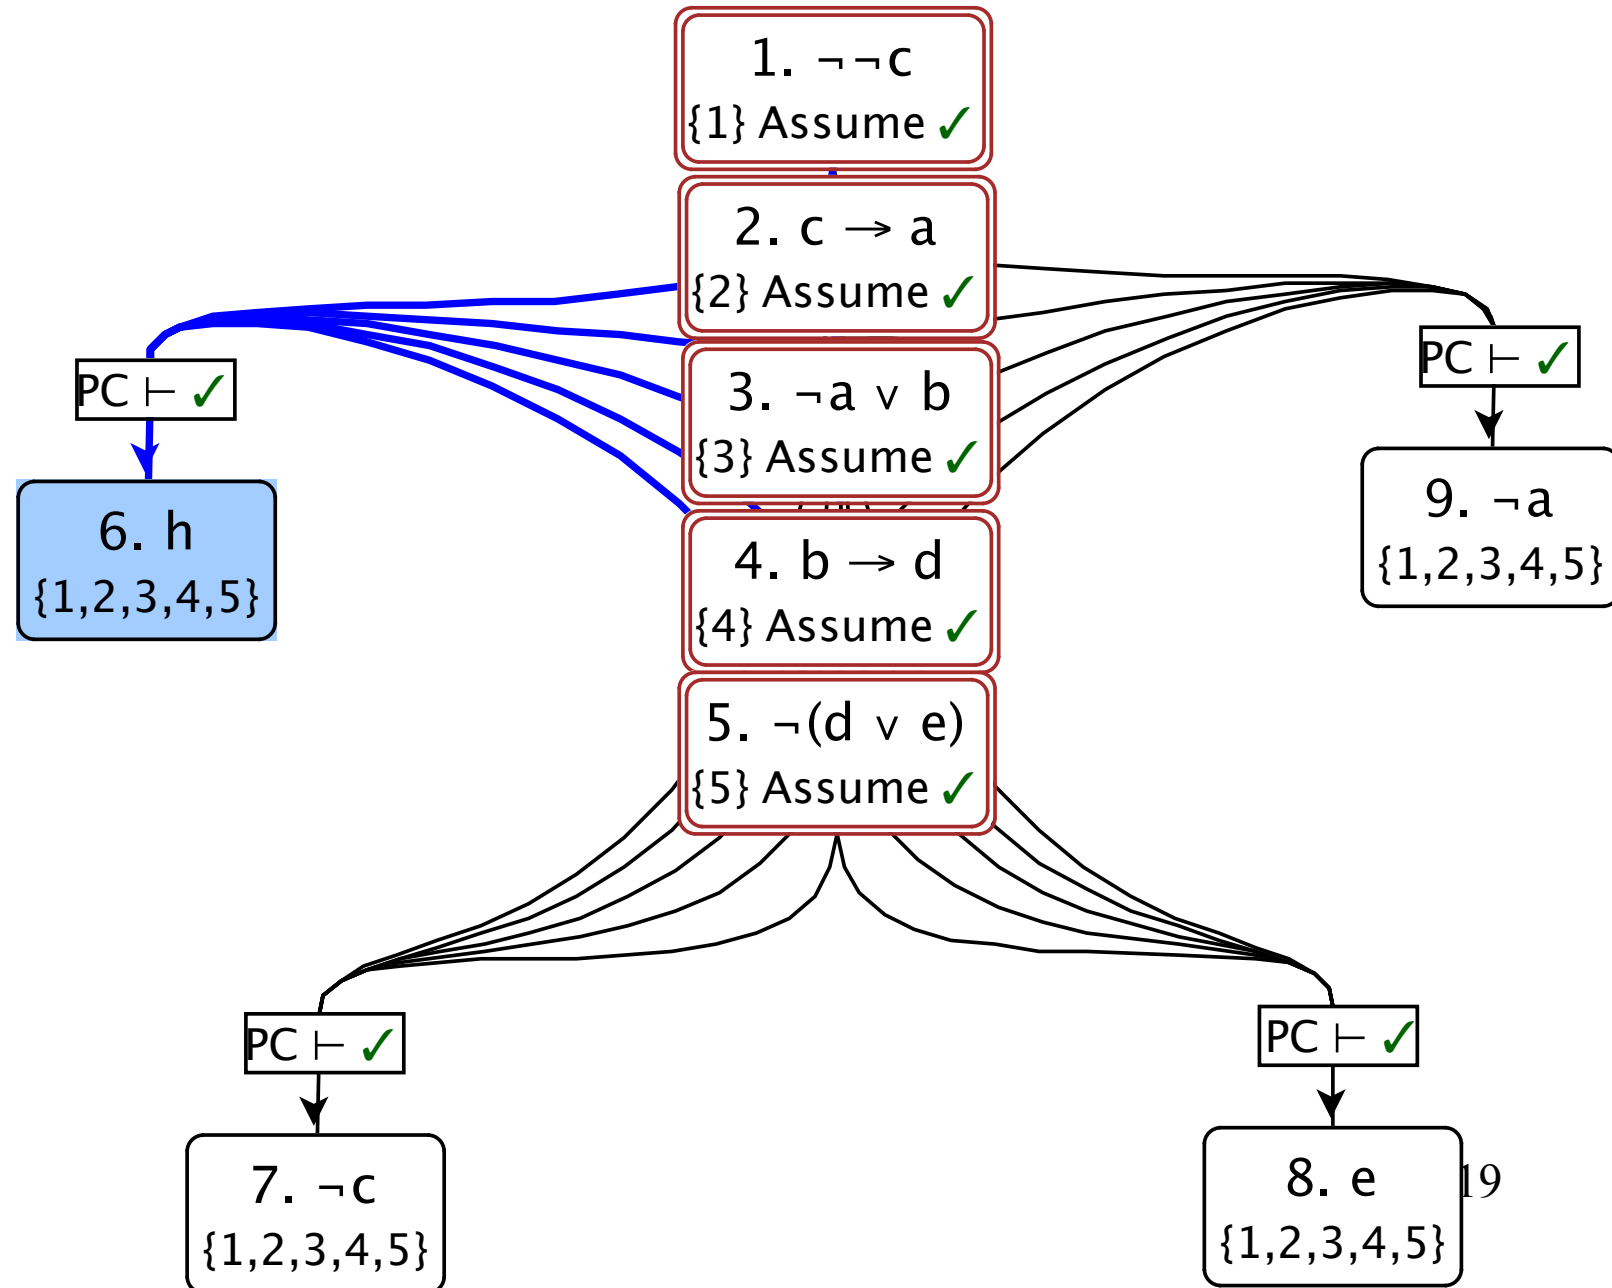 1. ¬¬c
{1} Assume ✓
2. c → a
{2} Assume ✓
3. ¬a ∨ b
{3} Assume ✓
4. b → d
{4} Assume ✓
5. ¬(d ∨ e)
{5} Assume ✓
PC ⊢ ✓
6. h
{1,2,3,4,5}
PC ⊢ ✓
9. ¬a
{1,2,3,4,5}
PC ⊢ ✓
7. ¬c
{1,2,3,4,5}
PC ⊢ ✓
8. e
{1,2,3,4,5}
19